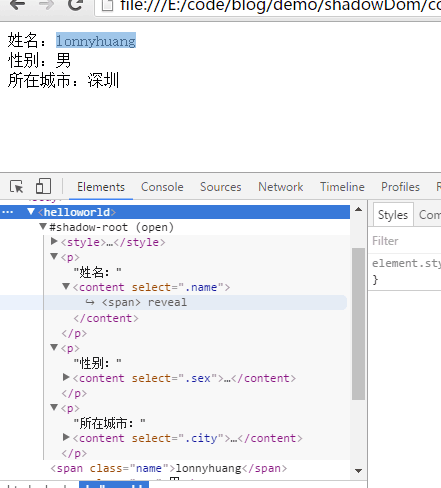 file:///E:/code/blog/demo/shadowDom/co
姓名：lonnyhuang
性别：男
所在城市：深圳
Elements Console Sources Network Timeline Profiles
<helloworld>
#shadow-root (open)
<style>…</style>
<p>
"姓名："
<content select=".name">
↪ <span> reveal
</content>
</p>
<p>
"性别："
<content select=".sex">…</content>
</p>
<p>
"所在城市："
<content select=".city">…</content>
</p>
<span class="name">lonnyhuang</span>
Styles Com
Filter
element.sty
}